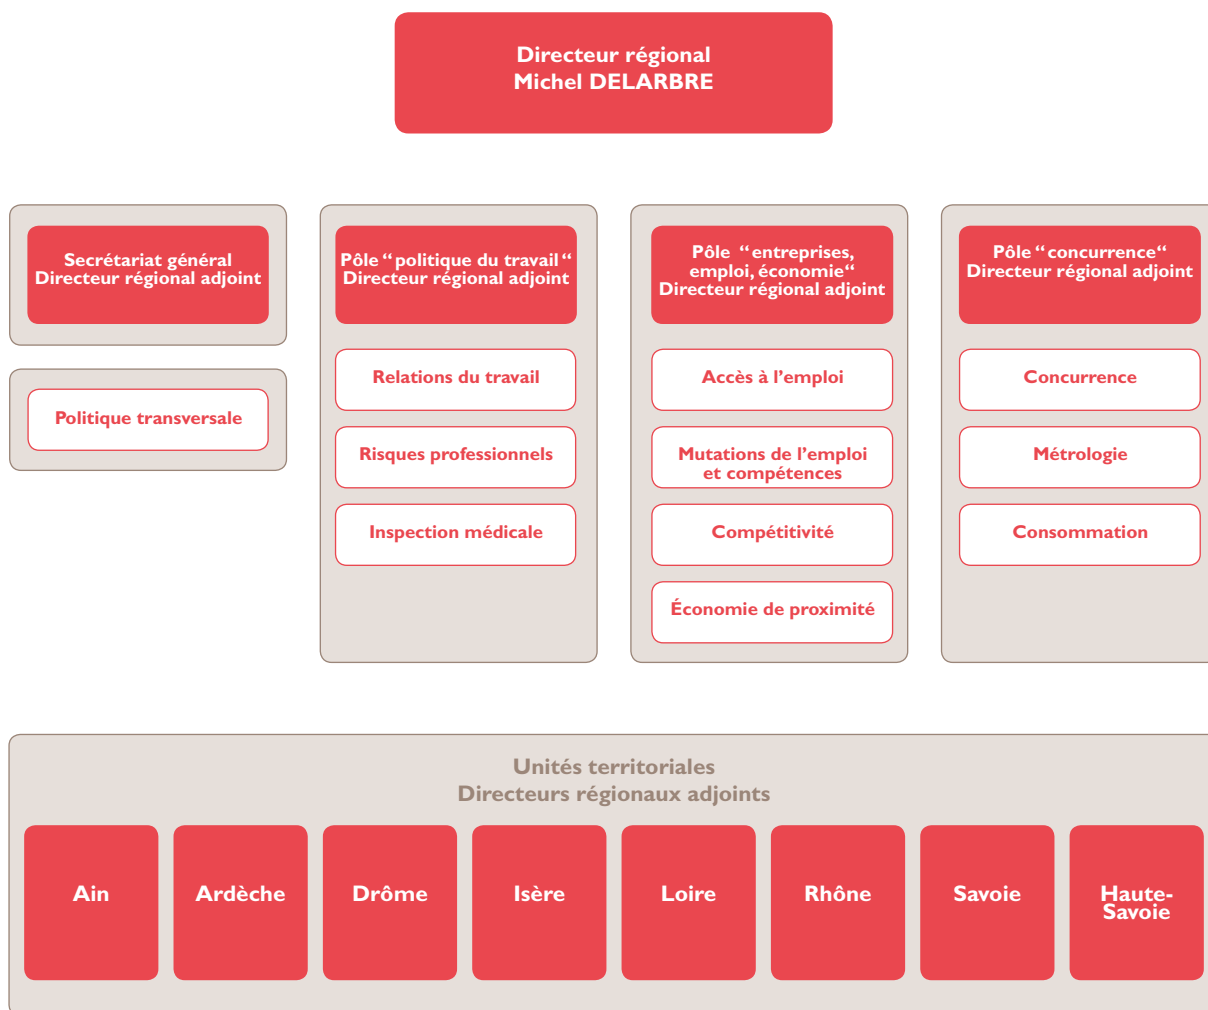 Directeur régional
Michel DELARBRE
Secrétariat général
Directeur régional adjoint
Politique transversale
Pôle “politique du travail“
Directeur régional adjoint
Relations du travail
Risques professionnels
Inspection médicale
Pôle “entreprises,
emploi, économie“
Directeur régional adjoint
Accès à l’emploi
Mutations de l’emploi
et compétences
Compétitivité
Économie de proximité
Pôle “concurrence“
Directeur régional adjoint
Concurrence
Métrologie
Consommation
Unités territoriales
Directeurs régionaux adjoints
Ain
Ardèche
Drôme
Isère
Loire
Rhône
Savoie
Haute-
Savoie